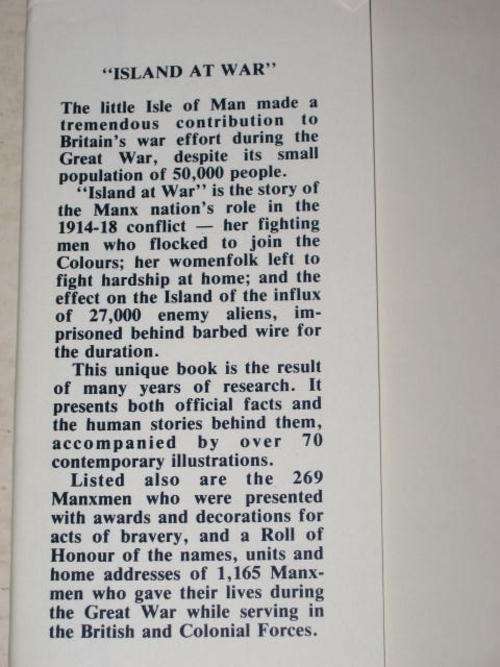 “ISLAND AT WAR”
The little Isle of Man made a
tremendous contribution to
Britain's war effort during the
Great War, despite its small
population of 50,000 people.
“Island at War” is the story of
the Manx nation's role in the
1914-18 conflict — her fighting
men who flocked to join the
Colours; her womenfolk left to
fight hardship at home; and the
effect on the Island of the influx
of 27,000 enemy aliens, im-
prisoned behind barbed wire for
the duration.
This unique book is the result
of many years of research. It
presents both official facts and
the human stories behind them,
accompanied by over 70
contemporary illustrations.
Listed also are the 269
Manxmen who were presented
with awards and decorations for
acts of bravery, and a Roll of
Honour of the names, units and
home addresses of 1,165 Manx-
men who gave their lives during
the Great War while serving in
the British and Colonial Forces.